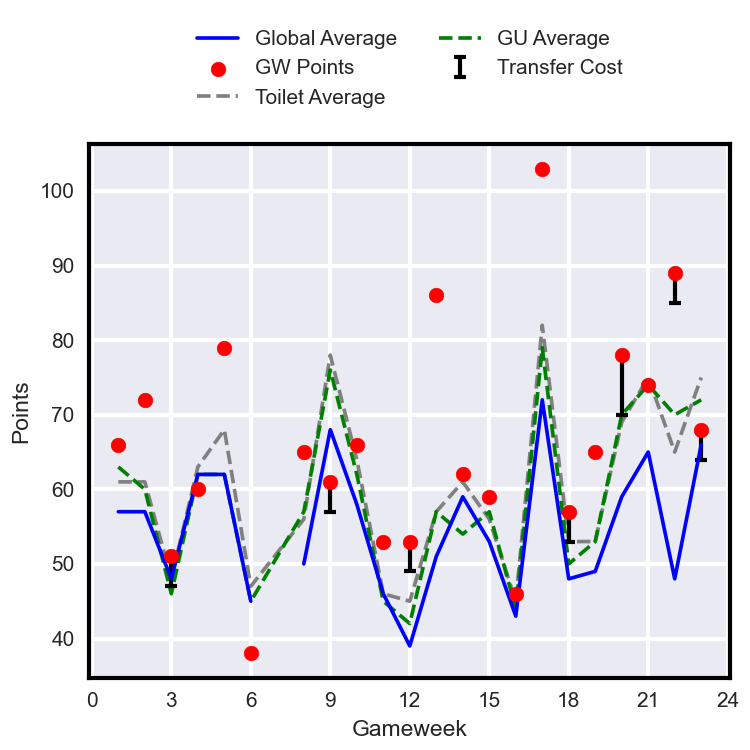 Global Average
GW Points
Toilet Average
GU Average
Transfer Cost
Points
100
90
80
70
60
50
40
0 3 6 9 12 15 18 21 24
Gameweek